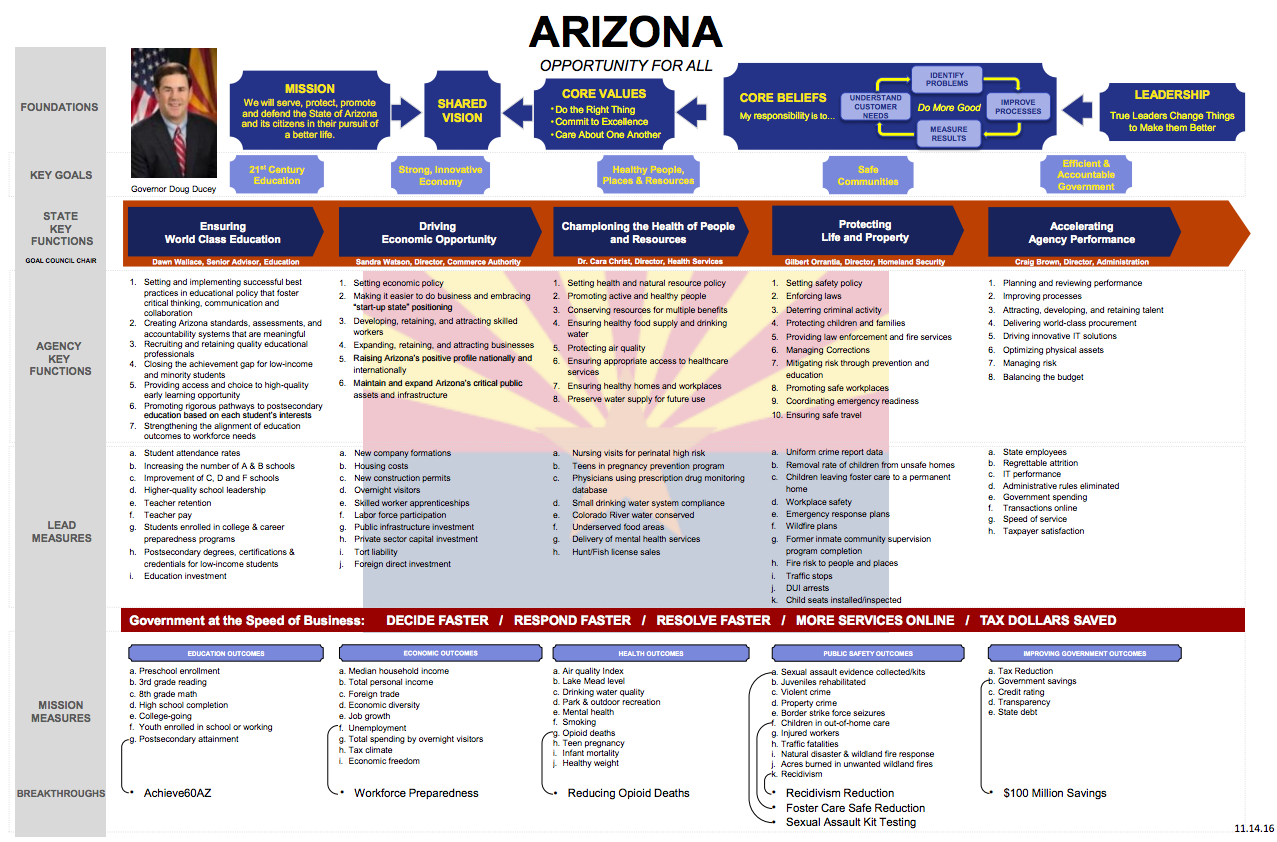 ARIZONA
OPPORTUNITY FOR ALL
FOUNDATIONS
Governor Doug Ducey
MISSION
We will serve, protect, promote
and defend the State of Arizona
and its citizens in their pursuit of
a better life.
SHARED
VISION
CORE VALUES
• Do the Right Thing
• Commit to Excellence
• Care About One Another
CORE BELIEFS
My responsibility is to…
IDENTIFY
PROBLEMS
UNDERSTAND
CUSTOMER
NEEDS
Do More Good
IMPROVE
PROCESSES
MEASURE
RESULTS
LEADERSHIP
True Leaders Change Things
to Make them Better
KEY GOALS
21st Century
Education
Strong, Innovative
Economy
Healthy People,
Places & Resources
Safe
Communities
Efficient &
Accountable
Government
STATE
KEY
FUNCTIONS
GOAL COUNCIL CHAIR
Ensuring
World Class Education
Dawn Wallace, Senior Advisor, Education
Driving
Economic Opportunity
Sandra Watson, Director, Commerce Authority
Championing the Health of People
and Resources
Dr. Cara Christ, Director, Health Services
Protecting
Life and Property
Gilbert Orrantia, Director, Homeland Security
Accelerating
Agency Performance
Craig Brown, Director, Administration
AGENCY
KEY
FUNCTIONS
1. Setting and implementing successful best
practices in educational policy that foster
critical thinking, communication and
collaboration
2. Creating Arizona standards, assessments, and
accountability systems that are meaningful
3. Recruiting and retaining quality educational
professionals
4. Closing the achievement gap for low-income
and minority students
5. Providing access and choice to high-quality
early learning opportunity
6. Promoting rigorous pathways to postsecondary
education based on each student's interests
7. Strengthening the alignment of education
outcomes to workforce needs
1. Setting economic policy
2. Making it easier to do business and embracing
"start-up state" positioning
3. Developing, retaining, and attracting skilled
workers
4. Expanding, retaining, and attracting businesses
5. Raising Arizona's positive profile nationally and
internationally
6. Maintain and expand Arizona's critical public
assets and infrastructure
1. Setting health and natural resource policy
2. Promoting active and healthy people
3. Conserving resources for multiple benefits
4. Ensuring healthy food supply and drinking
water
5. Protecting air quality
6. Ensuring appropriate access to healthcare
services
7. Ensuring healthy homes and workplaces
8. Preserve water supply for future use
1. Setting safety policy
2. Enforcing laws
3. Deterring criminal activity
4. Protecting children and families
5. Providing law enforcement and fire services
6. Managing Corrections
7. Mitigating risk through prevention and
education
8. Promoting safe workplaces
9. Coordinating emergency readiness
10. Ensuring safe travel
1. Planning and reviewing performance
2. Improving processes
3. Attracting, developing, and retaining talent
4. Delivering world-class procurement
5. Driving innovative IT solutions
6. Optimizing physical assets
7. Managing risk
8. Balancing the budget
LEAD
MEASURES
a. Student attendance rates
b. Increasing the number of A & B schools
c. Improvement of C, D and F schools
d. Higher-quality school leadership
e. Teacher retention
f. Teacher pay
g. Students enrolled in college & career
preparedness programs
h. Postsecondary degrees, certifications &
credentials for low-income students
i. Education investment
a. New company formations
b. Housing costs
c. New construction permits
d. Overnight visitors
e. Skilled worker apprenticeships
f. Labor force participation
g. Public infrastructure investment
h. Private sector capital investment
i. Tort liability
j. Foreign direct investment
a. Nursing visits for perinatal high risk
b. Teens in pregnancy prevention program
c. Physicians using prescription drug monitoring
database
d. Small drinking water system compliance
e. Colorado River water conserved
f. Underserved food areas
g. Delivery of mental health services
h. Hunt/Fish license sales
a. Uniform crime report data
b. Removal rate of children from unsafe homes
c. Children leaving foster care to a permanent
home
d. Workplace safety
e. Emergency response plans
f. Wildfire plans
g. Former inmate community supervision
program completion
h. Fire risk to people and places
i. Traffic stops
j. DUI arrests
k. Child seats installed/inspected
a. State employees
b. Regrettable attrition
c. IT performance
d. Administrative rules eliminated
e. Government spending
f. Transactions online
g. Speed of service
h. Taxpayer satisfaction
Government at the Speed of Business: DECIDE FASTER / RESPOND FASTER / RESOLVE FASTER / MORE SERVICES ONLINE / TAX DOLLARS SAVED
MISSION
MEASURES
EDUCATION OUTCOMES
a. Preschool enrollment
b. 3rd grade reading
c. 8th grade math
d. High school completion
e. College-going
f. Youth enrolled in school or working
g. Postsecondary attainment
ECONOMIC OUTCOMES
a. Median household income
b. Total personal income
c. Foreign trade
d. Economic diversity
e. Job growth
f. Unemployment
g. Total spending by overnight visitors
h. Tax climate
i. Economic freedom
HEALTH OUTCOMES
a. Air quality Index
b. Lake Mead level
c. Drinking water quality
d. Park & outdoor recreation
e. Mental health
f. Smoking
g. Opioid deaths
h. Teen pregnancy
i. Infant mortality
j. Healthy weight
PUBLIC SAFETY OUTCOMES
a. Sexual assault evidence collected/kits
b. Juveniles rehabilitated
c. Violent crime
d. Property crime
e. Border strike force seizures
f. Children in out-of-home care
g. Injured workers
h. Traffic fatalities
i. Natural disaster & wildland fire response
j. Acres burned in unwanted wildland fires
k. Recidivism
IMPROVING GOVERNMENT OUTCOMES
a. Tax Reduction
b. Government savings
c. Credit rating
d. Transparency
e. State debt
BREAKTHROUGHS
• Achieve60AZ
• Workforce Preparedness
• Reducing Opioid Deaths
• Recidivism Reduction
• Foster Care Safe Reduction
• Sexual Assault Kit Testing
• $100 Million Savings
11.14.16